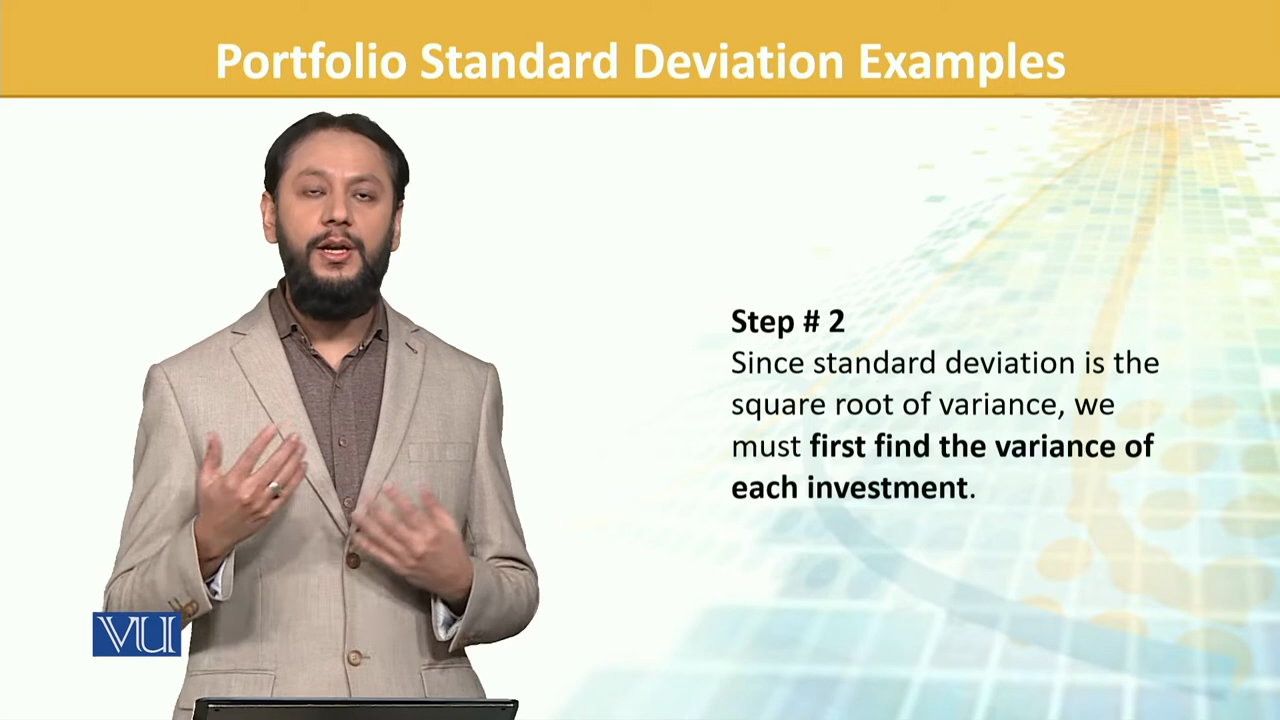 Portfolio Standard Deviation Examples
Step # 2
Since standard deviation is the
square root of variance, we
must first find the variance of
each investment.
VU